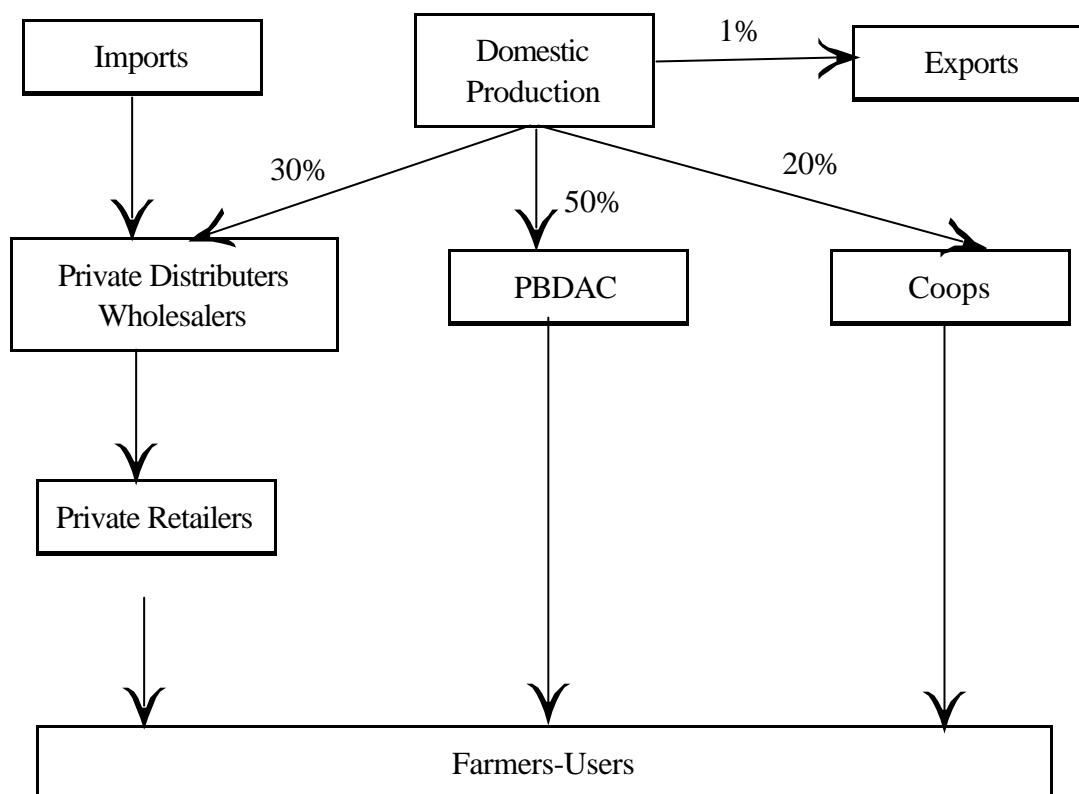 Imports
Domestic
Production
1%
Exports
30%
50%
20%
Private Distributers
Wholesalers
PBDAC
Coops
Private Retailers
Farmers-Users